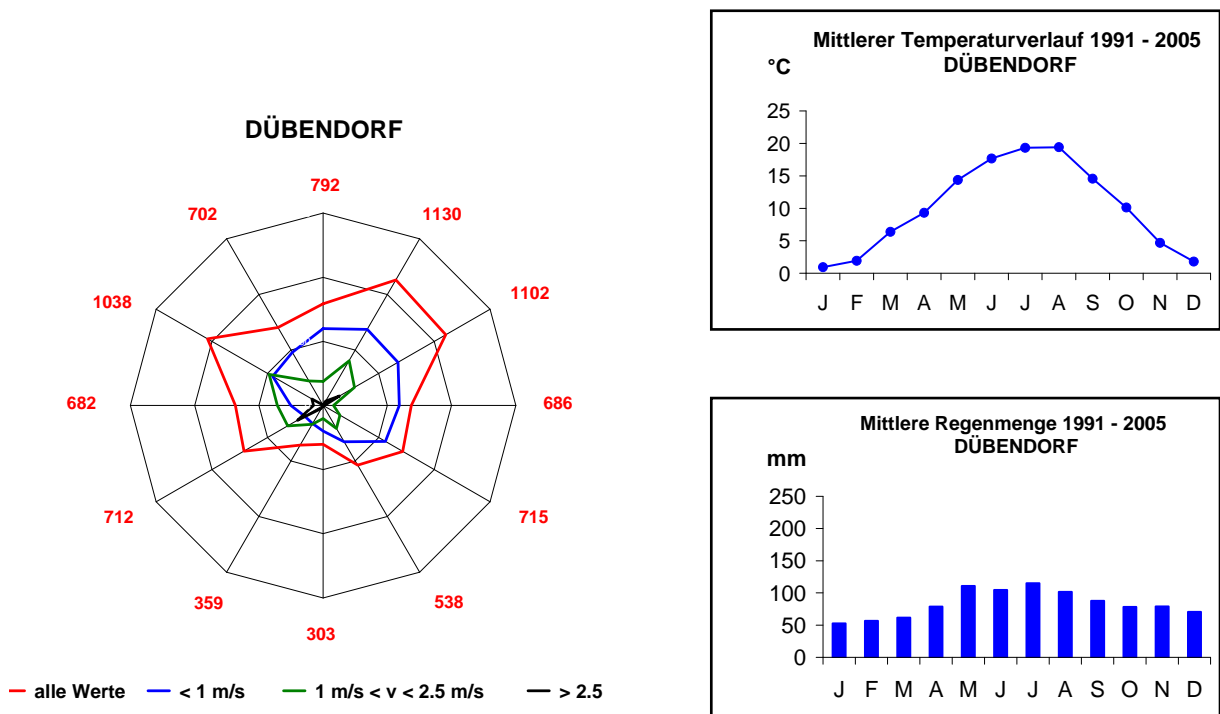 DÜBENDORF
792
1130
1102
686
715
538
303
359
712
682
1038
702
alle Werte
< 1 m/s
1 m/s < v < 2.5 m/s
> 2.5
Mittlerer Temperaturverlauf 1991 - 2005
DÜBENDORF
°C
25
20
15
10
5
0
J F M A M J J A S O N D
Mittlere Regenmenge 1991 - 2005
DÜBENDORF
mm
250
200
150
100
50
0
J F M A M J J A S O N D